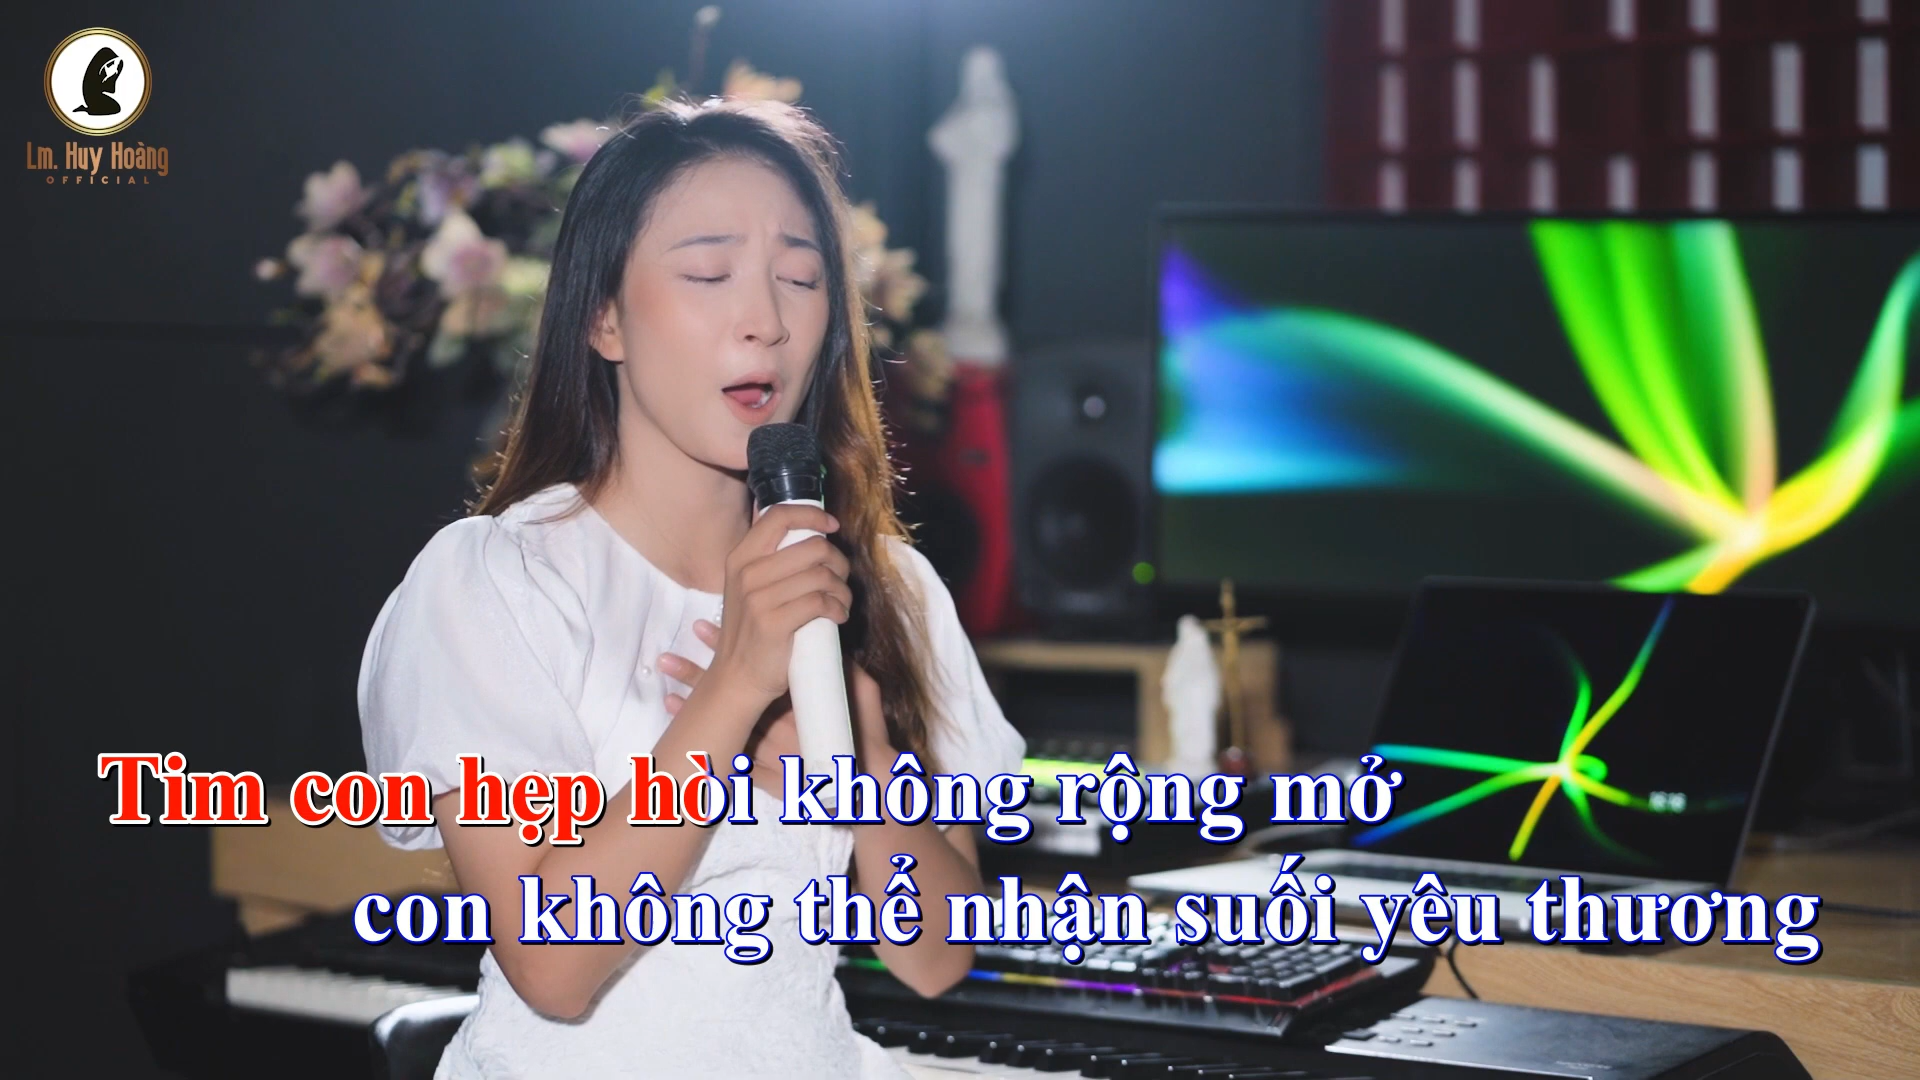 Lm. Huy Hoàng
OFFICIAL
Tim con hẹp hòi không rộng mở
con không thể nhận suối yêu thương